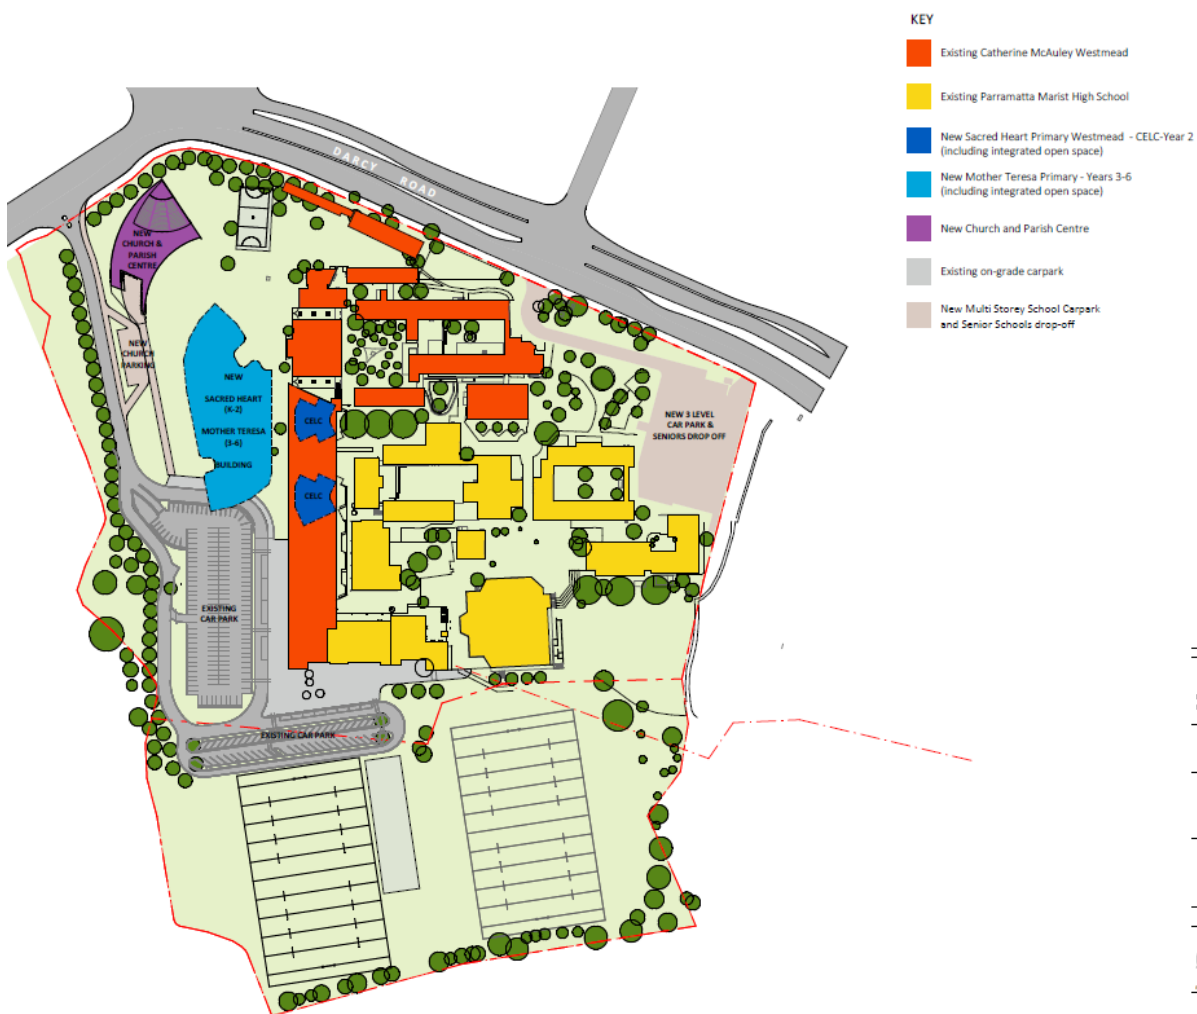 KEY
Existing Catherine McAuley Westmead
Existing Parramatta Marist High School
New Sacred Heart Primary Westmead - CELC-Year 2
(including integrated open space)
New Mother Teresa Primary - Years 3-6
(including integrated open space)
New Church and Parish Centre
Existing on-grade carpark
New Multi Storey School Carpark
and Senior Schools drop-off
DARCY ROAD
NEW
CHURCH &
PARISH
CENTRE
NEW
CHURCH
PARKING
NEW
SACRED HEART
(K-2)
MOTHER TERESA
(3-6)
BUILDING
CELC
CELC
NEW 3 LEVEL
CAR PARK &
SENIORS DROP OFF
EXISTING
CAR PARK
EXISTING CAR PARK